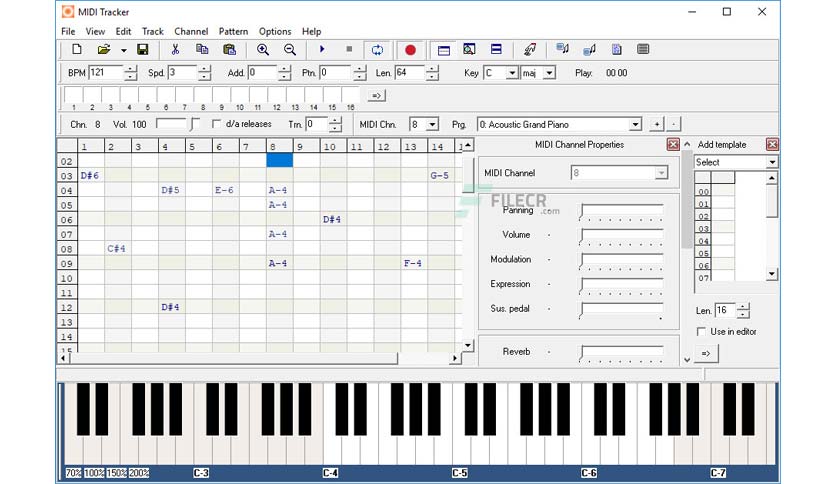 MIDI Tracker
File View Edit Track Channel Pattern Options Help
BPM 121 Spd. 3 Add. 0 Ptn. 0 Len. 64 Key C maj Play: 00 00
1 2 3 4 5 6 7 8 9 10 11 12 13 14 15 16 =>
Chn. 8 Vol. 100 d/a releases Trn. 0 MIDI Chn. 8 Prg. 0: Acoustic Grand Piano + -
1 2 3 4 5 6 7 8 9 10 11 12 13 14
02
03 D#6 G-5
04 D#5 E-6 A-4
05 A-4
06 D#4
07 A-4
08 C#4
09 A-4 F-4
10
11
12 D#4
13
14
15
MIDI Channel Properties
MIDI Channel 8
FILECR
.com
Panning
Volume -
Modulation -
Expression -
Sus. pedal -
Reverb -
Add template
Select
00
01
02
03
04
05
06
07
Len. 16
Use in editor
=>
70% 100% 150% 200% C-3 C-4 C-5 C-6 C-7